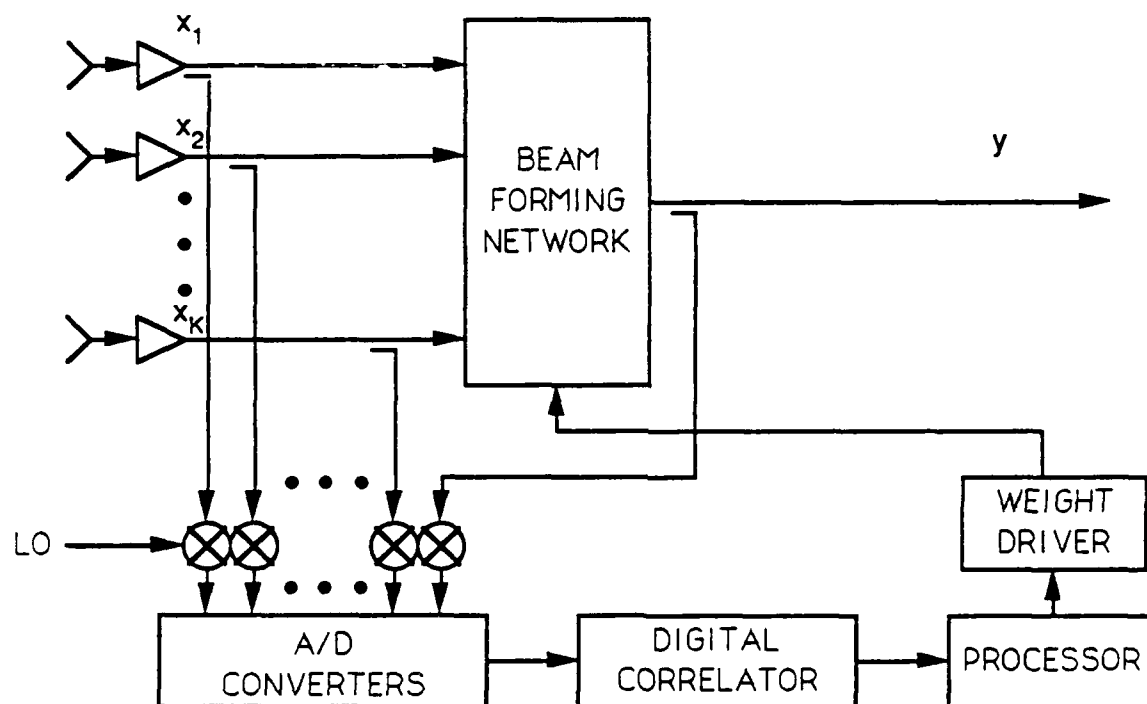 x1
x2
xK
BEAM
FORMING
NETWORK
y
LO
WEIGHT
DRIVER
A/D
CONVERTERS
DIGITAL
CORRELATOR
PROCESSOR